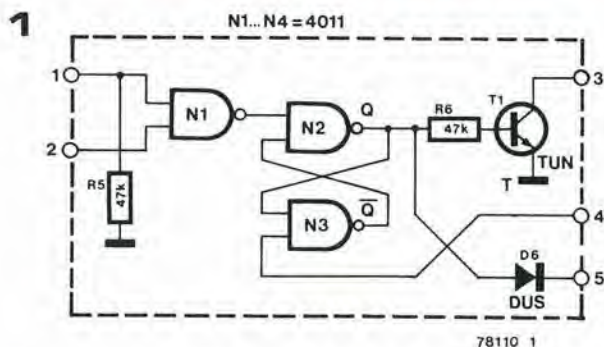 1
N1...N4 = 4011
1
2
R5
47k
N1
N2
Q
N3
Q̅
R6
47k
T1
TUN
T
D6
DUS
3
4
5
78110 1